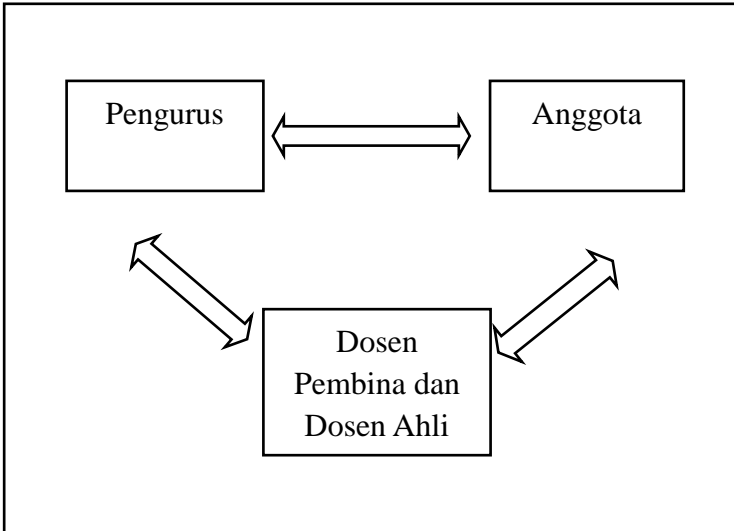 Pengurus
Anggota
Dosen
Pembina dan
Dosen Ahli